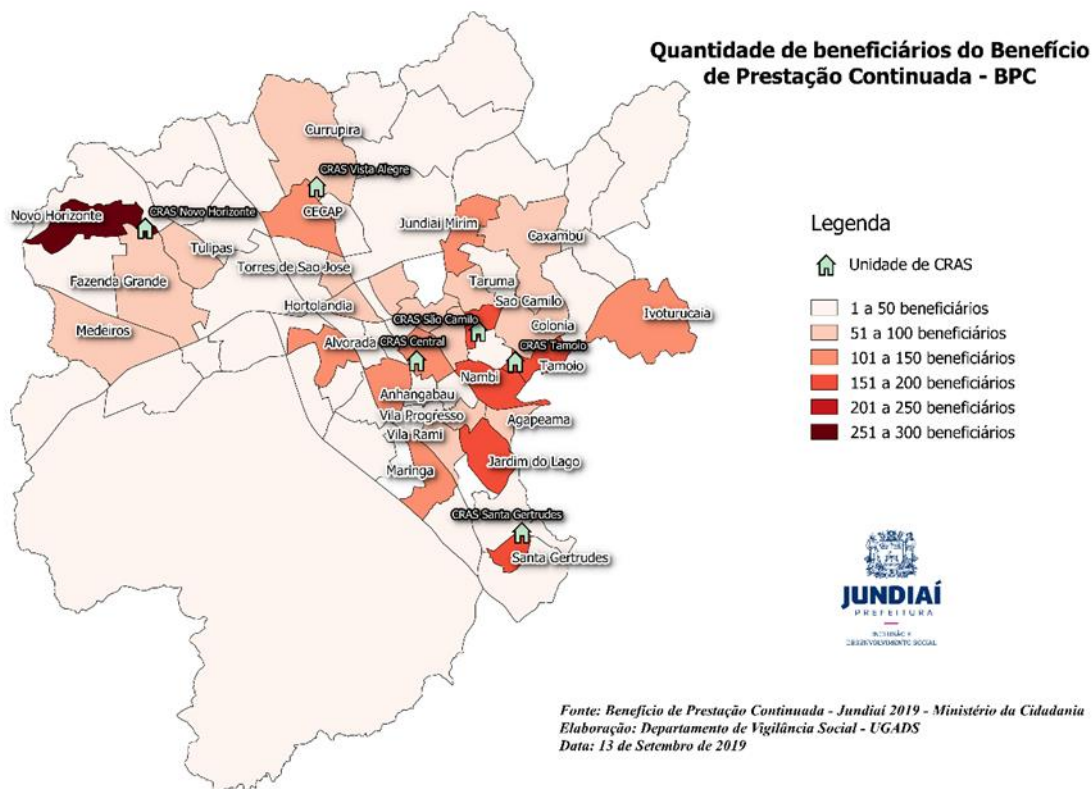 Quantidade de beneficiários do Benefício
de Prestação Continuada - BPC
Currupira
CRAS Vista Alegre
Novo Horizonte
CRAS Novo Horizonte
CECAP
Jundiai Mirim
Caxambu
Tulipas
Torres de Sao Jose
Fazenda Grande
Taruma
Hortolandia
Sao Camilo
Ivoturucaia
Medeiros
CRAS São Camilo
Colonia
Alvorada
CRAS Central
CRAS Tamoio
Tamoio
Nambi
Anhangabau
Vila Progresso
Agapeama
Vila Rami
Jardim do Lago
Maringa
CRAS Santa Gertrudes
Santa Gertrudes
Legenda
Unidade de CRAS
1 a 50 beneficiários
51 a 100 beneficiários
101 a 150 beneficiários
151 a 200 beneficiários
201 a 250 beneficiários
251 a 300 beneficiários
JUNDIAÍ
PREFEITURA
INCLUSÃO E
DESENVOLVIMENTO SOCIAL
Fonte: Benefício de Prestação Continuada - Jundiaí 2019 - Ministério da Cidadania
Elaboração: Departamento de Vigilância Social - UGADS
Data: 13 de Setembro de 2019